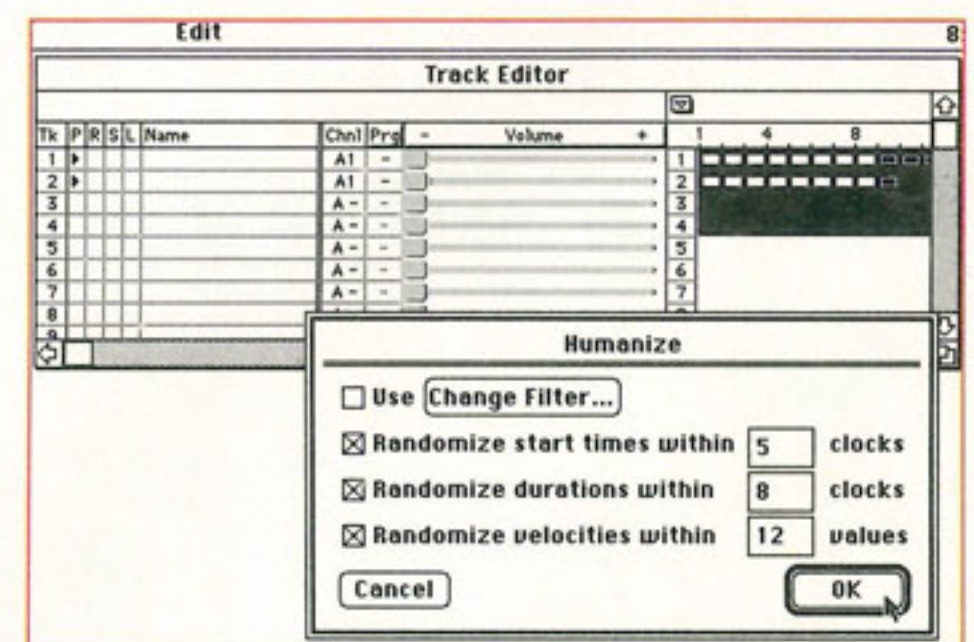 Edit 8
Track Editor
Tk P R S L Name Chnl Prg - Volume + 1 4 8
1 A1 - 1
2 A1 - 2
3 A - - 3
4 A - - 4
5 A - - 5
6 A - - 6
7 A - - 7
8
9
Humanize
Use Change Filter...
Randomize start times within 5 clocks
Randomize durations within 8 clocks
Randomize velocities within 12 values
Cancel OK